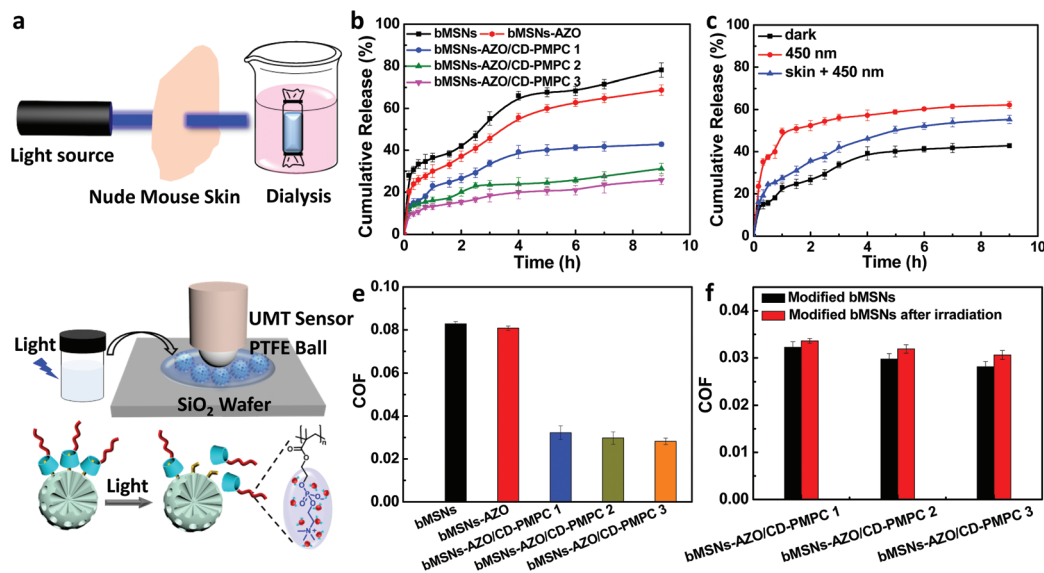 a
Light source
Nude Mouse Skin
Dialysis
Light
UMT Sensor
PTFE Ball
SiO₂ Wafer
Light
O
O
n
O
O
P
O
O⁻
O
N
+
b
bMSNs
bMSNs-AZO
bMSNs-AZO/CD-PMPC 1
bMSNs-AZO/CD-PMPC 2
bMSNs-AZO/CD-PMPC 3
Cumulative Release (%)
100
80
60
40
20
0
0 2 4 6 8 10
Time (h)
c
dark
450 nm
skin + 450 nm
Cumulative Release (%)
100
80
60
40
20
0
0 2 4 6 8 10
Time (h)
e
COF
0.10
0.08
0.06
0.04
0.02
0.00
bMSNs
bMSNs-AZO
bMSNs-AZO/CD-PMPC 1
bMSNs-AZO/CD-PMPC 2
bMSNs-AZO/CD-PMPC 3
f
Modified bMSNs
Modified bMSNs after irradiation
COF
0.04
0.03
0.02
0.01
0.00
bMSNs-AZO/CD-PMPC 1
bMSNs-AZO/CD-PMPC 2
bMSNs-AZO/CD-PMPC 3